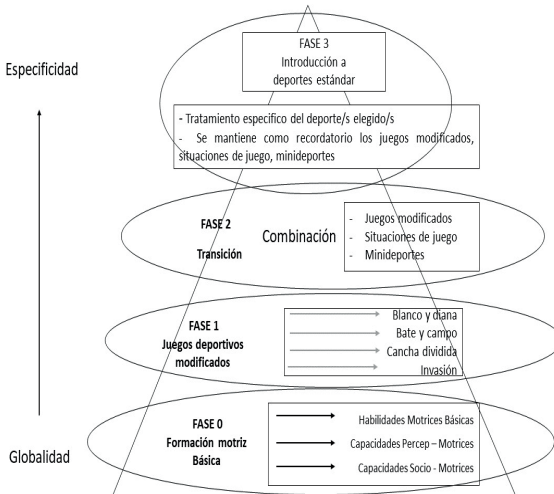 FASE 3
Introducción a
deportes estándar
Especificidad
- Tratamiento especifico del deporte/s elegido/s
- Se mantiene como recordatorio los juegos modificados,
situaciones de juego, minideportes
FASE 2
Transición
Combinación
- Juegos modificados
- Situaciones de juego
- Minideportes
FASE 1
Juegos deportivos
modificados
Blanco y diana
Bate y campo
Cancha dividida
Invasión
FASE 0
Formación motriz
Básica
Habilidades Motrices Básicas
Capacidades Percep – Motrices
Capacidades Socio - Motrices
Globalidad